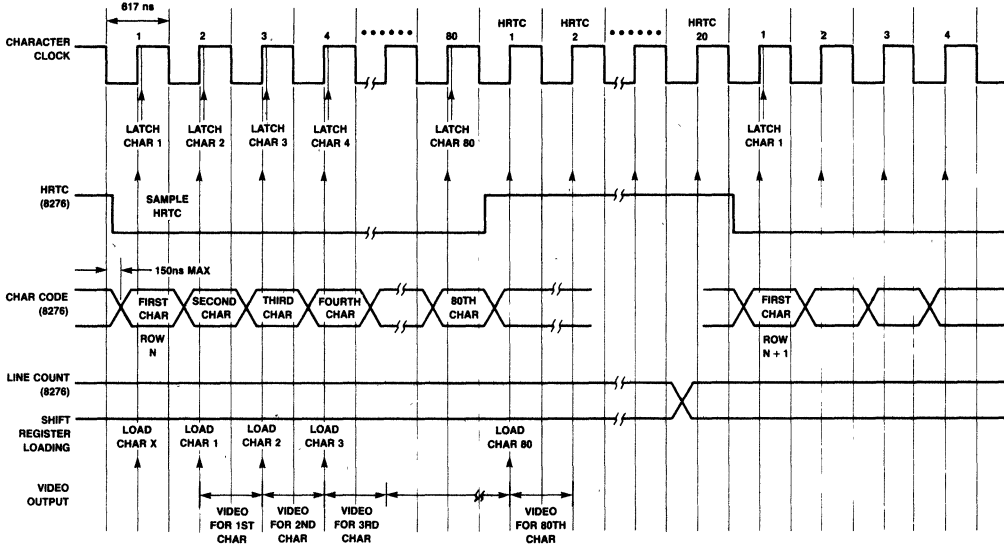 617 ns
HRTC HRTC
CHARACTER CLOCK
1 2 3 4 80 1 2 20 1 2 3 4
LATCH CHAR 1
LATCH CHAR 2
LATCH CHAR 3
LATCH CHAR 4
LATCH CHAR 80
LATCH CHAR 1
HRTC (8276)
SAMPLE HRTC
150ns MAX
CHAR CODE (8276)
FIRST CHAR
SECOND CHAR
THIRD CHAR
FOURTH CHAR
80TH CHAR
FIRST CHAR
ROW N
ROW N + 1
LINE COUNT (8276)
SHIFT REGISTER LOADING
LOAD CHAR X
LOAD CHAR 1
LOAD CHAR 2
LOAD CHAR 3
LOAD CHAR 80
VIDEO OUTPUT
VIDEO FOR 1ST CHAR
VIDEO FOR 2ND CHAR
VIDEO FOR 3RD CHAR
VIDEO FOR 80TH CHAR